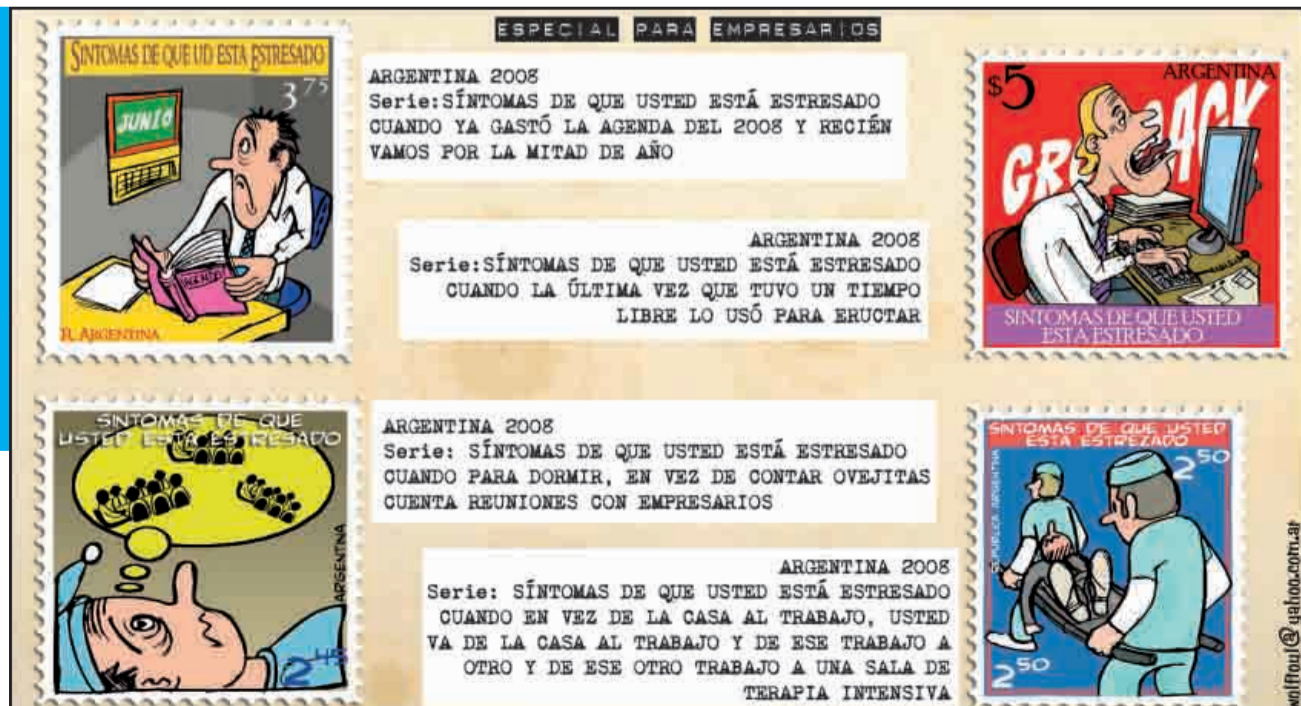 ESPECIAL PARA EMPRESARIOS
SINTOMAS DE QUE UD ESTA ESTRESADO
3 75
JUNIO
AGENDA
R. ARGENTINA
ARGENTINA 2008
Serie:SÍNTOMAS DE QUE USTED ESTÁ ESTRESADO
CUANDO YA GASTÓ LA AGENDA DEL 2008 Y RECIÉN
VAMOS POR LA MITAD DE AÑO
$5
ARGENTINA
SINTOMAS DE QUE USTED
ESTA ESTRESADO
ARGENTINA 2008
Serie:SÍNTOMAS DE QUE USTED ESTÁ ESTRESADO
CUANDO LA ÚLTIMA VEZ QUE TUVO UN TIEMPO
LIBRE LO USÓ PARA ERUCTAR
SINTOMAS DE QUE
USTED ESTA ESTRESADO
ARGENTINA
2 HS
ARGENTINA 2008
Serie: SÍNTOMAS DE QUE USTED ESTÁ ESTRESADO
CUANDO PARA DORMIR, EN VEZ DE CONTAR OVEJITAS
CUENTA REUNIONES CON EMPRESARIOS
SINTOMAS DE QUE USTED
ESTA ESTREZADO
REPUBLICA ARGENTINA
2 50
2 50
ARGENTINA 2008
Serie: SÍNTOMAS DE QUE USTED ESTÁ ESTRESADO
CUANDO EN VEZ DE LA CASA AL TRABAJO, USTED
VA DE LA CASA AL TRABAJO Y DE ESE TRABAJO A
OTRO Y DE ESE OTRO TRABAJO A UNA SALA DE
TERAPIA INTENSIVA